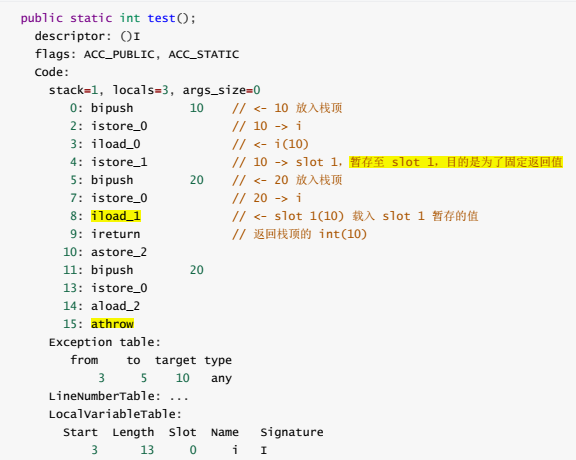 public static int test();
descriptor: ()I
flags: ACC_PUBLIC, ACC_STATIC
Code:
stack=1, locals=3, args_size=0
0: bipush 10 // <- 10 放入栈顶
2: istore_0 // 10 -> i
3: iload_0 // <- i(10)
4: istore_1 // 10 -> slot 1，暂存至 slot 1，目的是为了固定返回值
5: bipush 20 // <- 20 放入栈顶
7: istore_0 // 20 -> i
8: iload_1 // <- slot 1(10) 载入 slot 1 暂存的值
9: ireturn // 返回栈顶的 int(10)
10: astore_2
11: bipush 20
13: istore_0
14: aload_2
15: athrow
Exception table:
from to target type
3 5 10 any
LineNumberTable: ...
LocalVariableTable:
Start Length Slot Name Signature
3 13 0 i I